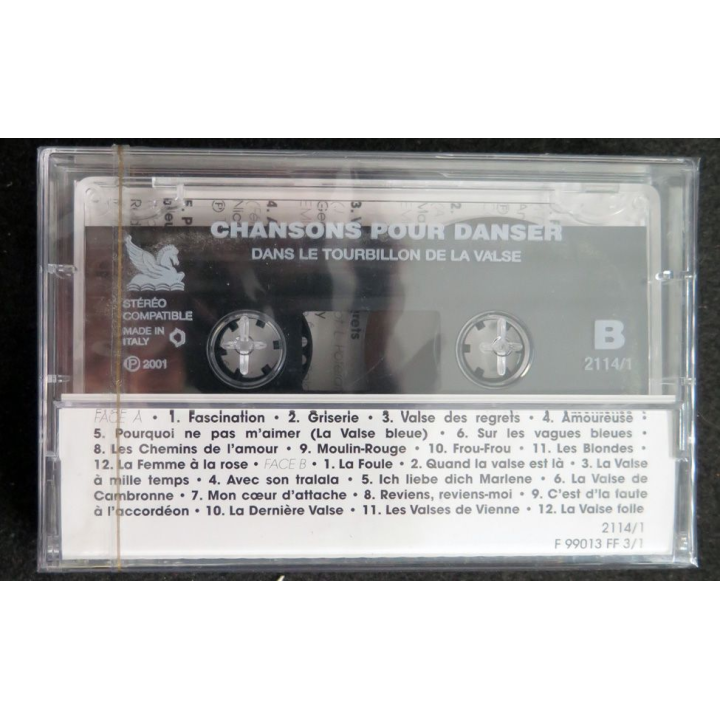 CHANSONS POUR DANSER
DANS LE TOURBILLON DE LA VALSE
STÉRÉO
COMPATIBLE
MADE IN
ITALY
Ⓟ 2001
B
2114/1
FACE A • 1. Fascination • 2. Griserie • 3. Valse des regrets • 4. Amoureuse •
5. Pourquoi ne pas m'aimer (La Valse bleue) • 6. Sur les vagues bleues •
8. Les Chemins de l'amour • 9. Moulin-Rouge • 10. Frou-Frou • 11. Les Blondes •
12. La Femme à la rose • FACE B • 1. La Foule • 2. Quand la valse est là • 3. La Valse
à mille temps • 4. Avec son tralala • 5. Ich liebe dich Marlene • 6. La Valse de
Cambronne • 7. Mon cœur d'attache • 8. Reviens, reviens-moi • 9. C'est d'la faute
à l'accordéon • 10. La Dernière Valse • 11. Les Valses de Vienne • 12. La Valse folle
2114/1
F 99013 FF 3/1